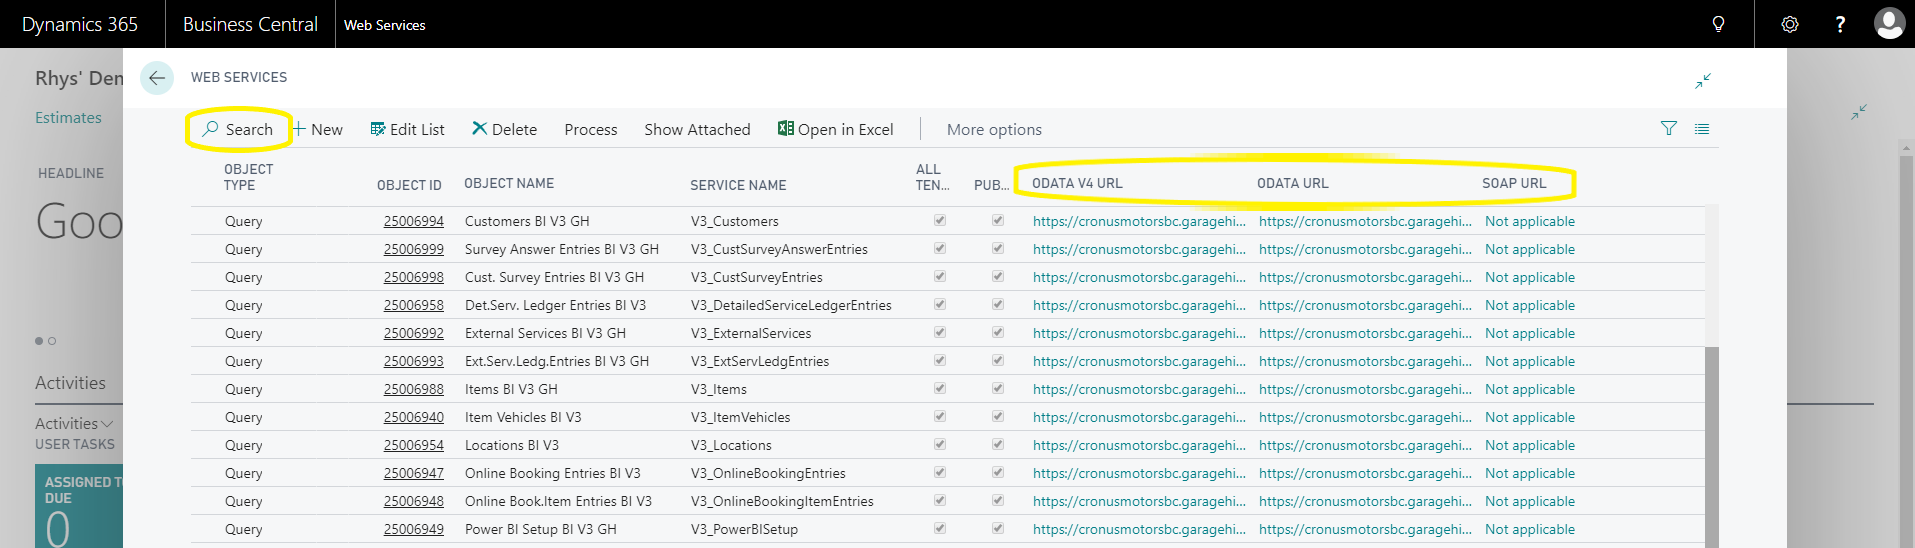 Dynamics 365 Business Central Web Services ?
Rhys' Den WEB SERVICES
Estimates Search New Edit List Delete Process Show Attached Open in Excel More options
HEADLINE
OBJECT TYPE OBJECT ID OBJECT NAME SERVICE NAME ALL TEN... PUB... ODATA V4 URL ODATA URL SOAP URL
Goo
Query 25006994 Customers BI V3 GH V3_Customers https://cronusmotorsbc.garagehi... https://cronusmotorsbc.garagehi... Not applicable
Query 25006999 Survey Answer Entries BI V3 GH V3_CustSurveyAnswerEntries https://cronusmotorsbc.garagehi... https://cronusmotorsbc.garagehi... Not applicable
Query 25006998 Cust. Survey Entries BI V3 GH V3_CustSurveyEntries https://cronusmotorsbc.garagehi... https://cronusmotorsbc.garagehi... Not applicable
Query 25006958 Det.Serv. Ledger Entries BI V3 V3_DetailedServiceLedgerEntries https://cronusmotorsbc.garagehi... https://cronusmotorsbc.garagehi... Not applicable
Query 25006992 External Services BI V3 GH V3_ExternalServices https://cronusmotorsbc.garagehi... https://cronusmotorsbc.garagehi... Not applicable
Query 25006993 Ext.Serv.Ledg.Entries BI V3 GH V3_ExtServLedgEntries https://cronusmotorsbc.garagehi... https://cronusmotorsbc.garagehi... Not applicable
Activities
Query 25006988 Items BI V3 GH V3_Items https://cronusmotorsbc.garagehi... https://cronusmotorsbc.garagehi... Not applicable
Activities
Query 25006940 Item Vehicles BI V3 V3_ItemVehicles https://cronusmotorsbc.garagehi... https://cronusmotorsbc.garagehi... Not applicable
USER TASKS
Query 25006954 Locations BI V3 V3_Locations https://cronusmotorsbc.garagehi... https://cronusmotorsbc.garagehi... Not applicable
Query 25006947 Online Booking Entries BI V3 V3_OnlineBookingEntries https://cronusmotorsbc.garagehi... https://cronusmotorsbc.garagehi... Not applicable
ASSIGNED TO
DUE
Query 25006948 Online Book.Item Entries BI V3 V3_OnlineBookingItemEntries https://cronusmotorsbc.garagehi... https://cronusmotorsbc.garagehi... Not applicable
0
Query 25006949 Power BI Setup BI V3 GH V3_PowerBISetup https://cronusmotorsbc.garagehi... https://cronusmotorsbc.garagehi... Not applicable